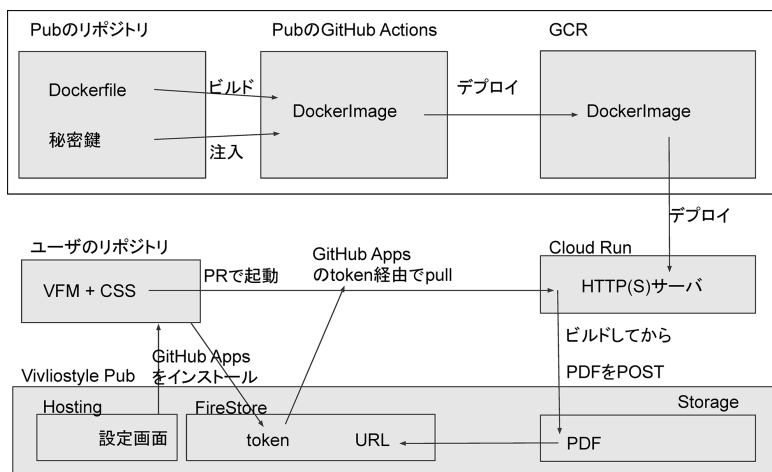 Pubのリポジトリ
PubのGitHub Actions
GCR
Dockerfile
ビルド
DockerImage
デプロイ
DockerImage
秘密鍵
注入
デプロイ
ユーザのリポジトリ
GitHub Apps
のtoken経由でpull
Cloud Run
VFM + CSS
PRで起動
HTTP(S)サーバ
ビルドしてから
PDFをPOST
GitHub Apps
をインストール
Vivliostyle Pub
Hosting
設定画面
FireStore
token
URL
Storage
PDF